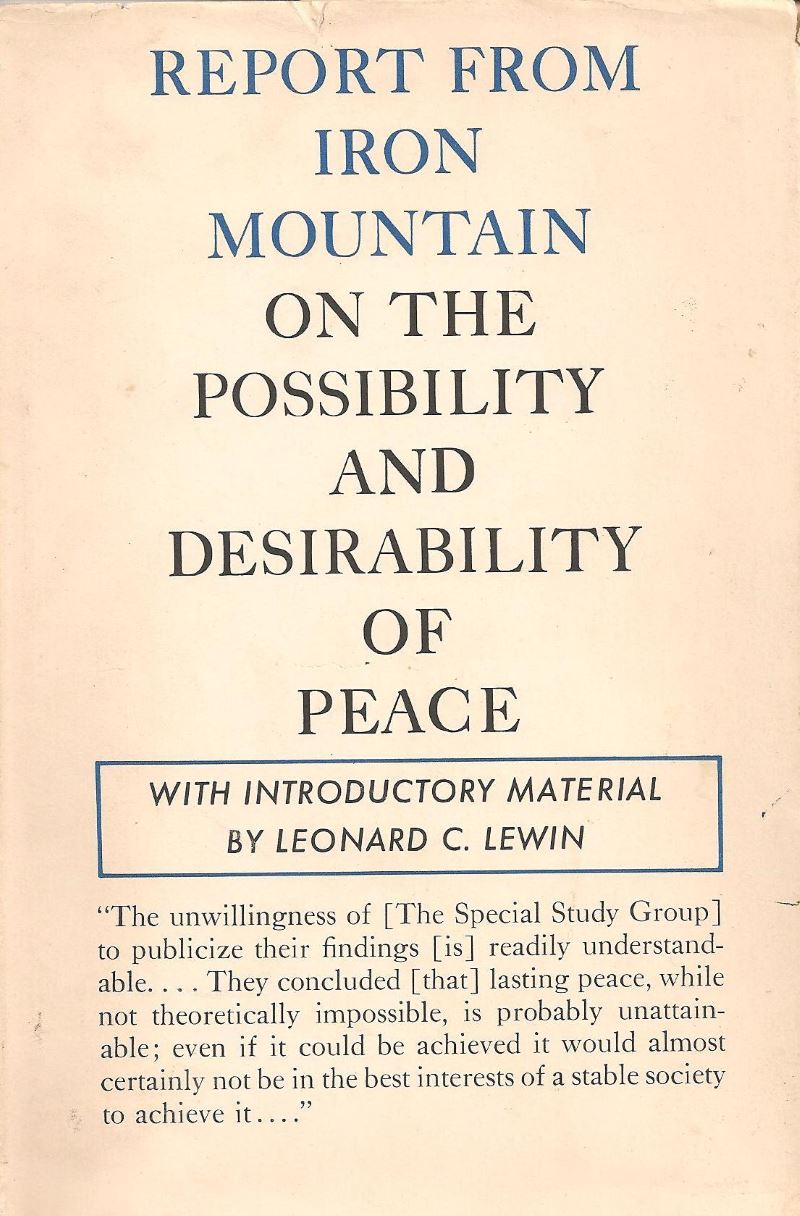 REPORT FROM
IRON
MOUNTAIN
ON THE
POSSIBILITY
AND
DESIRABILITY
OF
PEACE
WITH INTRODUCTORY MATERIAL
BY LEONARD C. LEWIN
“The unwillingness of [The Special Study Group]
to publicize their findings [is] readily understand-
able. . . . They concluded [that] lasting peace, while
not theoretically impossible, is probably unattain-
able; even if it could be achieved it would almost
certainly not be in the best interests of a stable society
to achieve it . . . .”